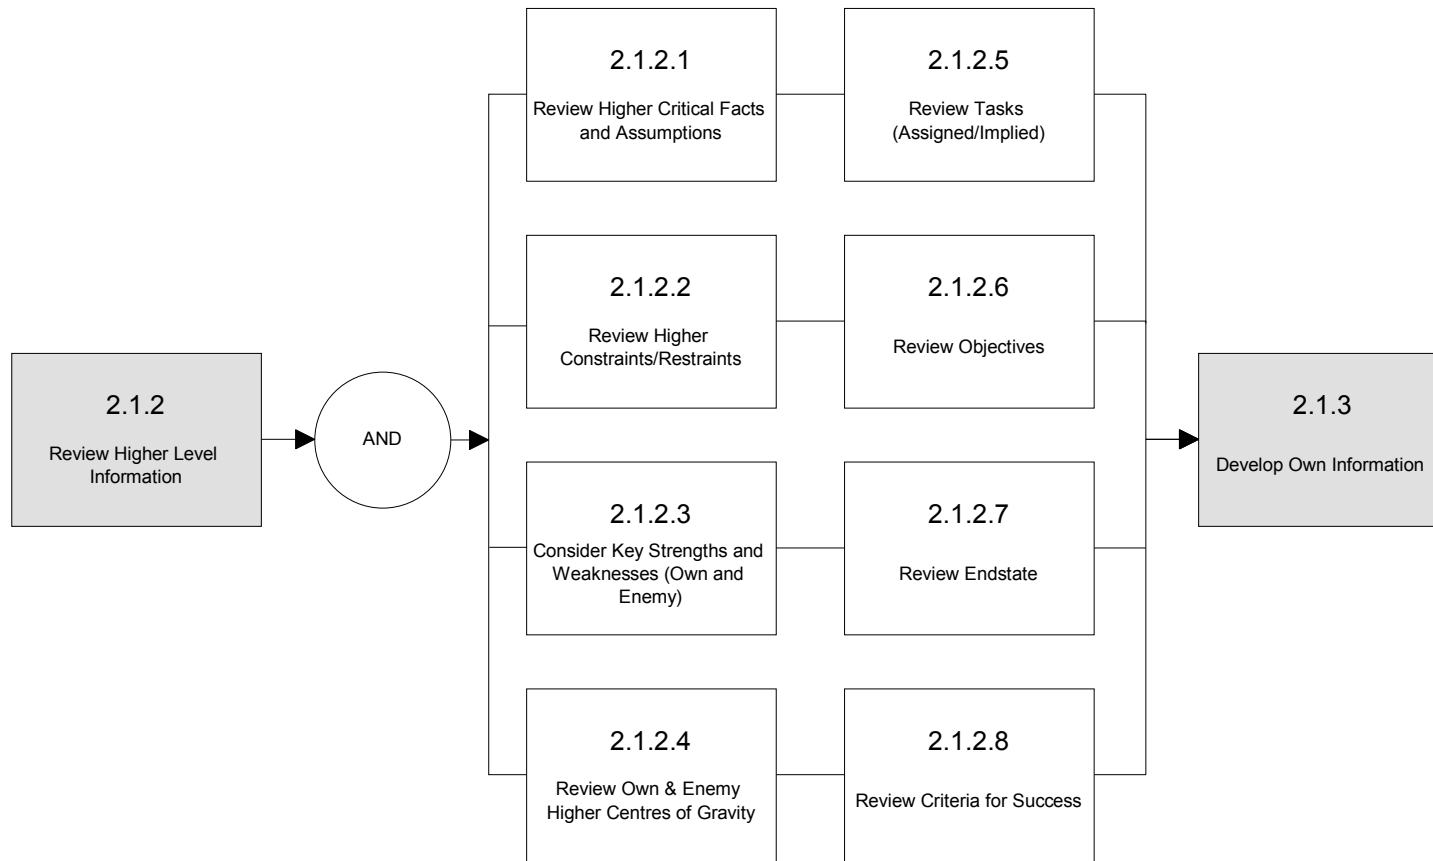 2.1.2.1
Review Higher Critical Facts
and Assumptions
2.1.2.5
Review Tasks
(Assigned/Implied)
2.1.2.2
Review Higher
Constraints/Restraints
2.1.2.6
Review Objectives
2.1.2
Review Higher Level
Information
AND
2.1.3
Develop Own Information
2.1.2.3
Consider Key Strengths and
Weaknesses (Own and
Enemy)
2.1.2.7
Review Endstate
2.1.2.4
Review Own & Enemy
Higher Centres of Gravity
2.1.2.8
Review Criteria for Success